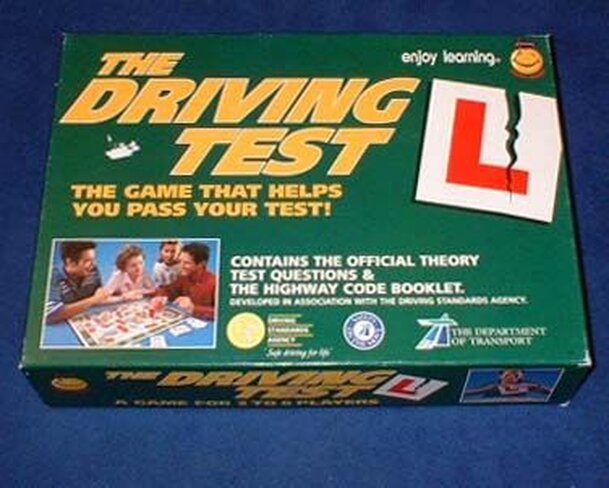 enjoy learning.
THE
DRIVING
TEST
THE GAME THAT HELPS
YOU PASS YOUR TEST!
L
CONTAINS THE OFFICIAL THEORY
TEST QUESTIONS &
THE HIGHWAY CODE BOOKLET.
DEVELOPED IN ASSOCIATION WITH THE DRIVING STANDARDS AGENCY.
DRIVING
STANDARDS
AGENCY
'Safe driving for life'
THE DEPARTMENT
OF TRANSPORT
THE DRIVING
TEST
L
A GAME FOR 2 TO 6 PLAYERS